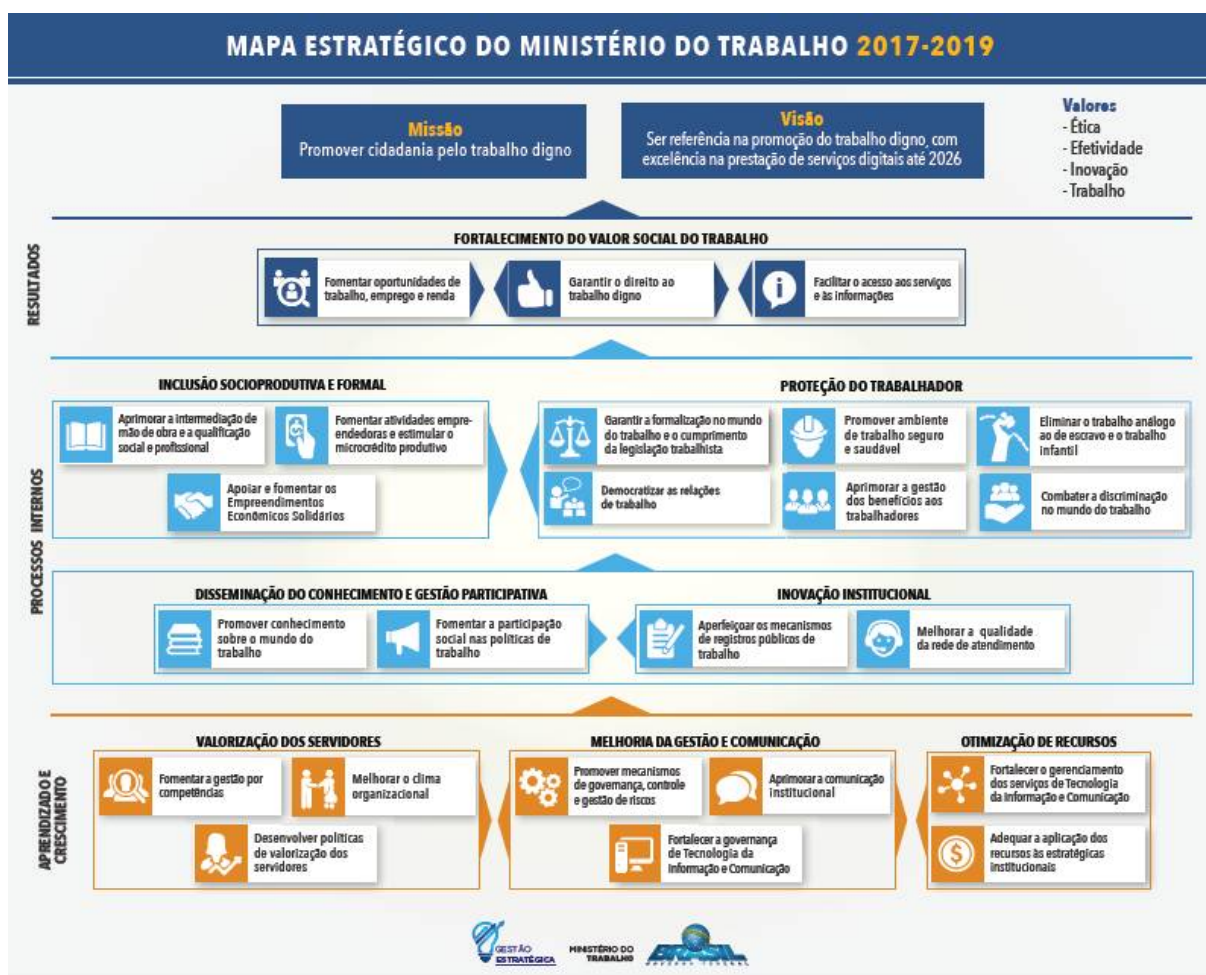 MAPA ESTRATÉGICO DO MINISTÉRIO DO TRABALHO 2017-2019
Missão
Promover cidadania pelo trabalho digno
Visão
Ser referência na promoção do trabalho digno, com
excelência na prestação de serviços digitais até 2026
Valores
- Ética
- Efetividade
- Inovação
- Trabalho
RESULTADOS
FORTALECIMENTO DO VALOR SOCIAL DO TRABALHO
Fomentar oportunidades de
trabalho, emprego e renda
Garantir o direito ao
trabalho digno
Facilitar o acesso aos serviços
e às informações
PROCESSOS INTERNOS
INCLUSÃO SOCIOPRODUTIVA E FORMAL
Aprimorar a intermediação de
mão de obra e a qualificação
social e profissional
Fomentar atividades empre-
endedoras e estimular o
microcrédito produtivo
Apoiar e fomentar os
Empreendimentos
Econômicos Solidários
PROTEÇÃO DO TRABALHADOR
Garantir a formalização no mundo
do trabalho e o cumprimento
da legislação trabalhista
Promover ambiente
de trabalho seguro
e saudável
Eliminar o trabalho análogo
ao de escravo e o trabalho
infantil
Democratizar as relações
de trabalho
Aprimorar a gestão
dos benefícios aos
trabalhadores
Combater a discriminação
no mundo do trabalho
DISSEMINAÇÃO DO CONHECIMENTO E GESTÃO PARTICIPATIVA
Promover conhecimento
sobre o mundo do
trabalho
Fomentar a participação
social nas políticas de
trabalho
INOVAÇÃO INSTITUCIONAL
Aperfeiçoar os mecanismos
de registros públicos de
trabalho
Melhorar a qualidade
da rede de atendimento
APRENDIZADO E
CRESCIMENTO
VALORIZAÇÃO DOS SERVIDORES
Fomentar a gestão por
competências
Melhorar o clima
organizacional
Desenvolver políticas
de valorização dos
servidores
MELHORIA DA GESTÃO E COMUNICAÇÃO
Promover mecanismos
de governança, controle
e gestão de riscos
Aprimorar a comunicação
institucional
Fortalecer a governança
de Tecnologia da
Informação e Comunicação
OTIMIZAÇÃO DE RECURSOS
Fortalecer o gerenciamento
dos serviços de Tecnologia
da Informação e Comunicação
Adequar a aplicação dos
recursos às estratégicas
institucionais
GESTÃO
ESTRATÉGICA
MINISTÉRIO DO
TRABALHO
BRASIL
GOVERNO FEDERAL